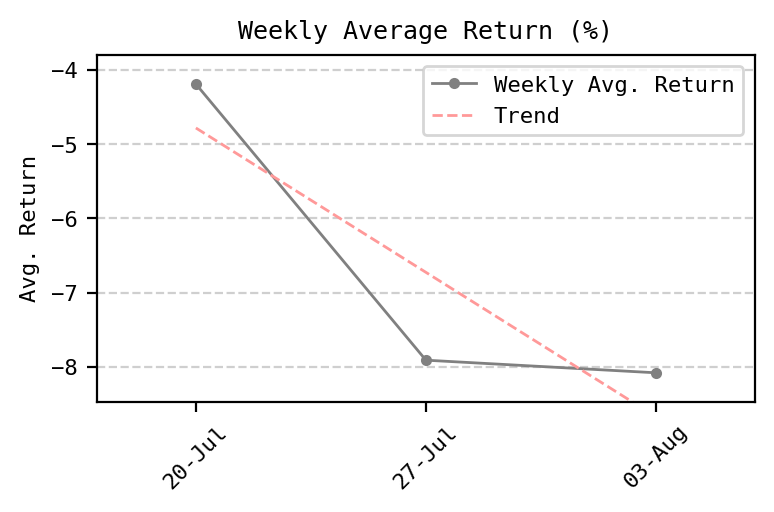 Weekly Average Return (%)
Weekly Avg. Return
Trend
Avg. Return
−4
−5
−6
−7
−8
20-Jul
27-Jul
03-Aug